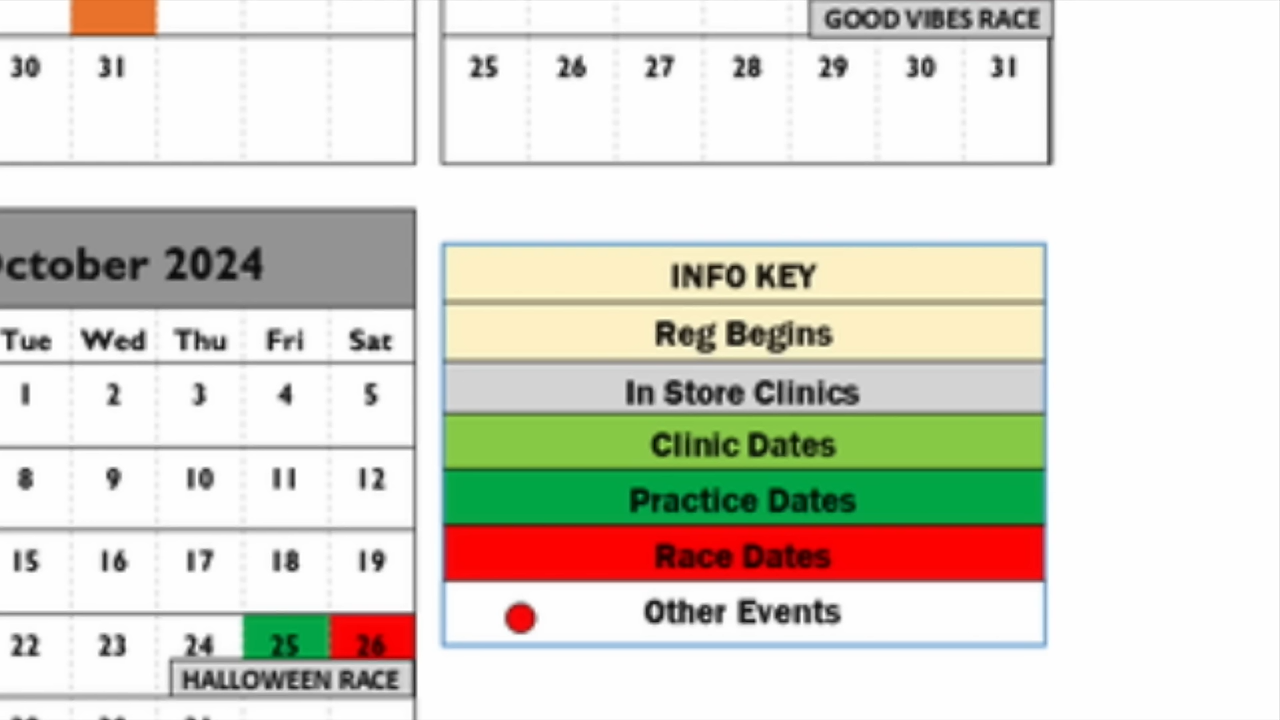 GOOD VIBES RACE
30 31
25 26 27 28 29 30 31
ctober 2024
Tue Wed Thu Fri Sat
1 2 3 4 5
8 9 10 11 12
15 16 17 18 19
22 23 24 25 26
HALLOWEEN RACE
INFO KEY
Reg Begins
In Store Clinics
Clinic Dates
Practice Dates
Race Dates
Other Events